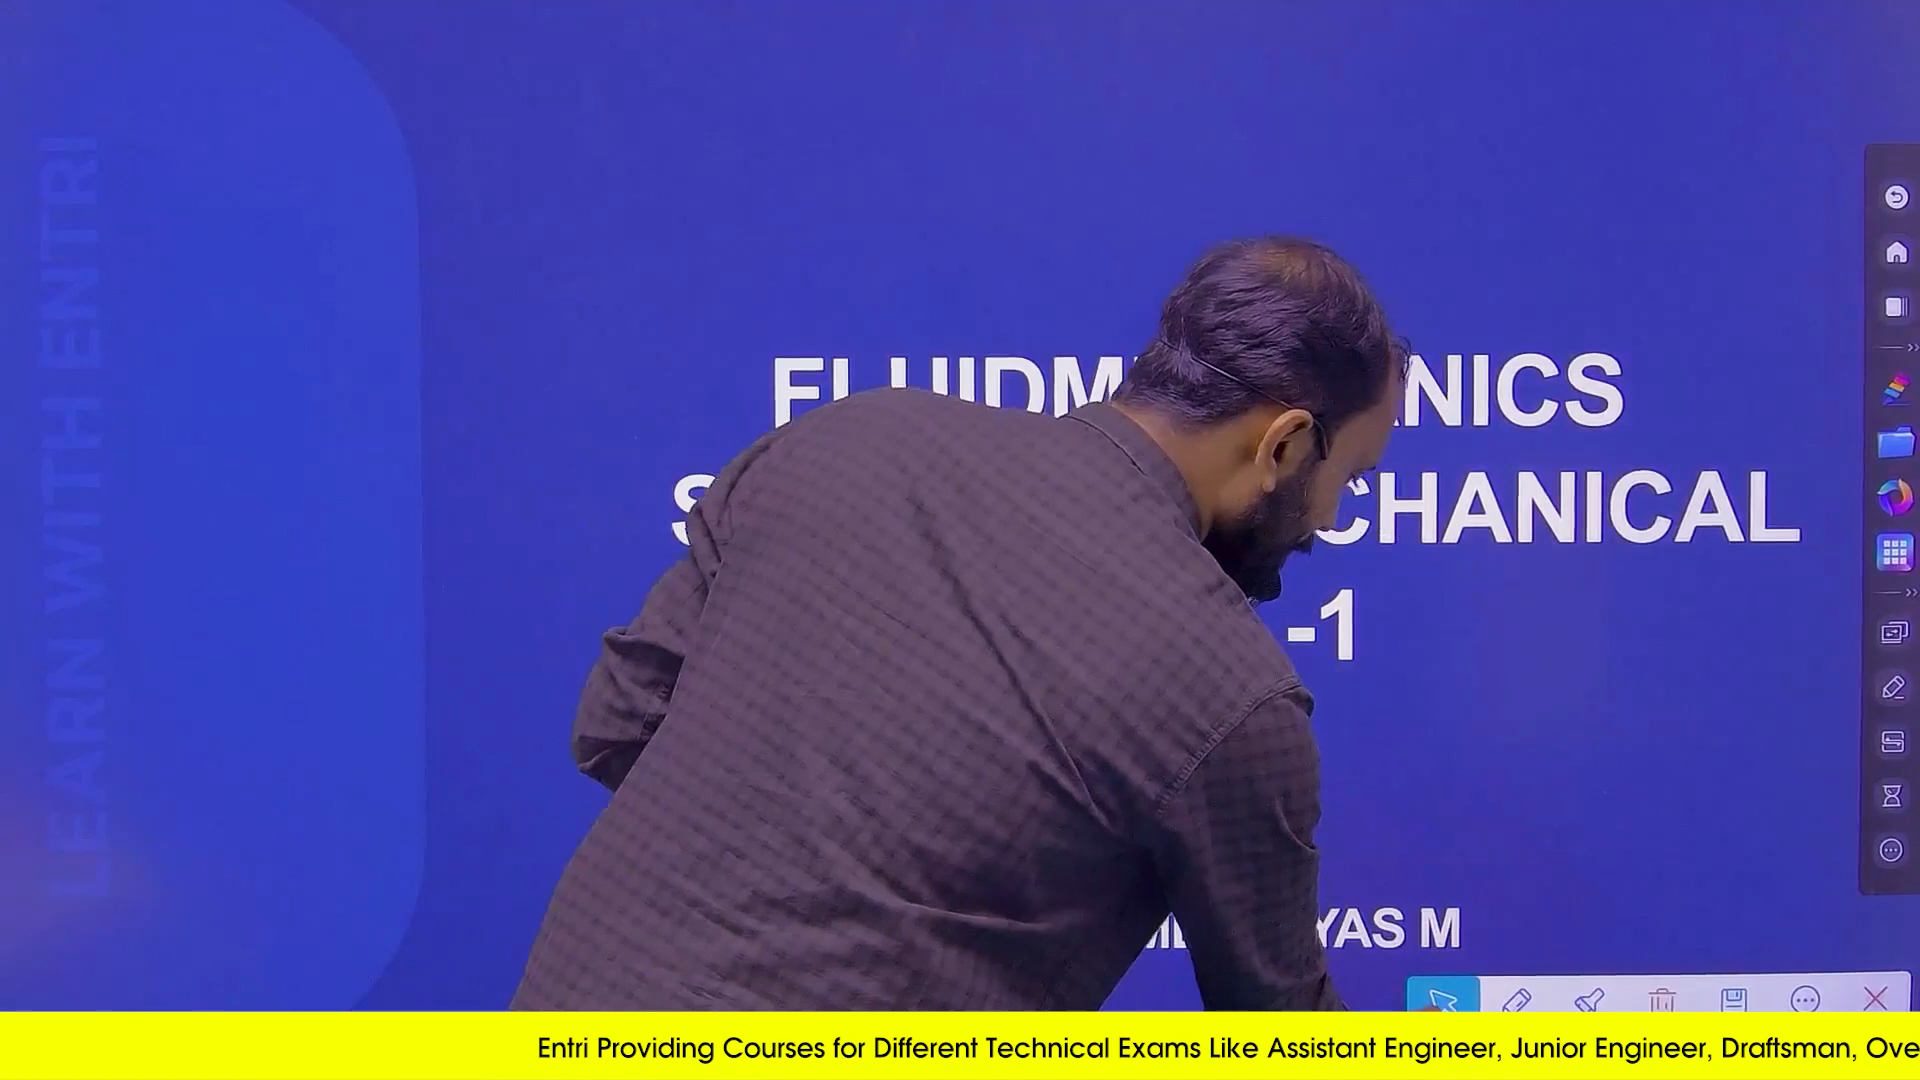 LEARN WITH ENTRI
NICS
CHANICAL
-1
YAS M
Entri Providing Courses for Different Technical Exams Like Assistant Engineer, Junior Engineer, Draftsman, Ove